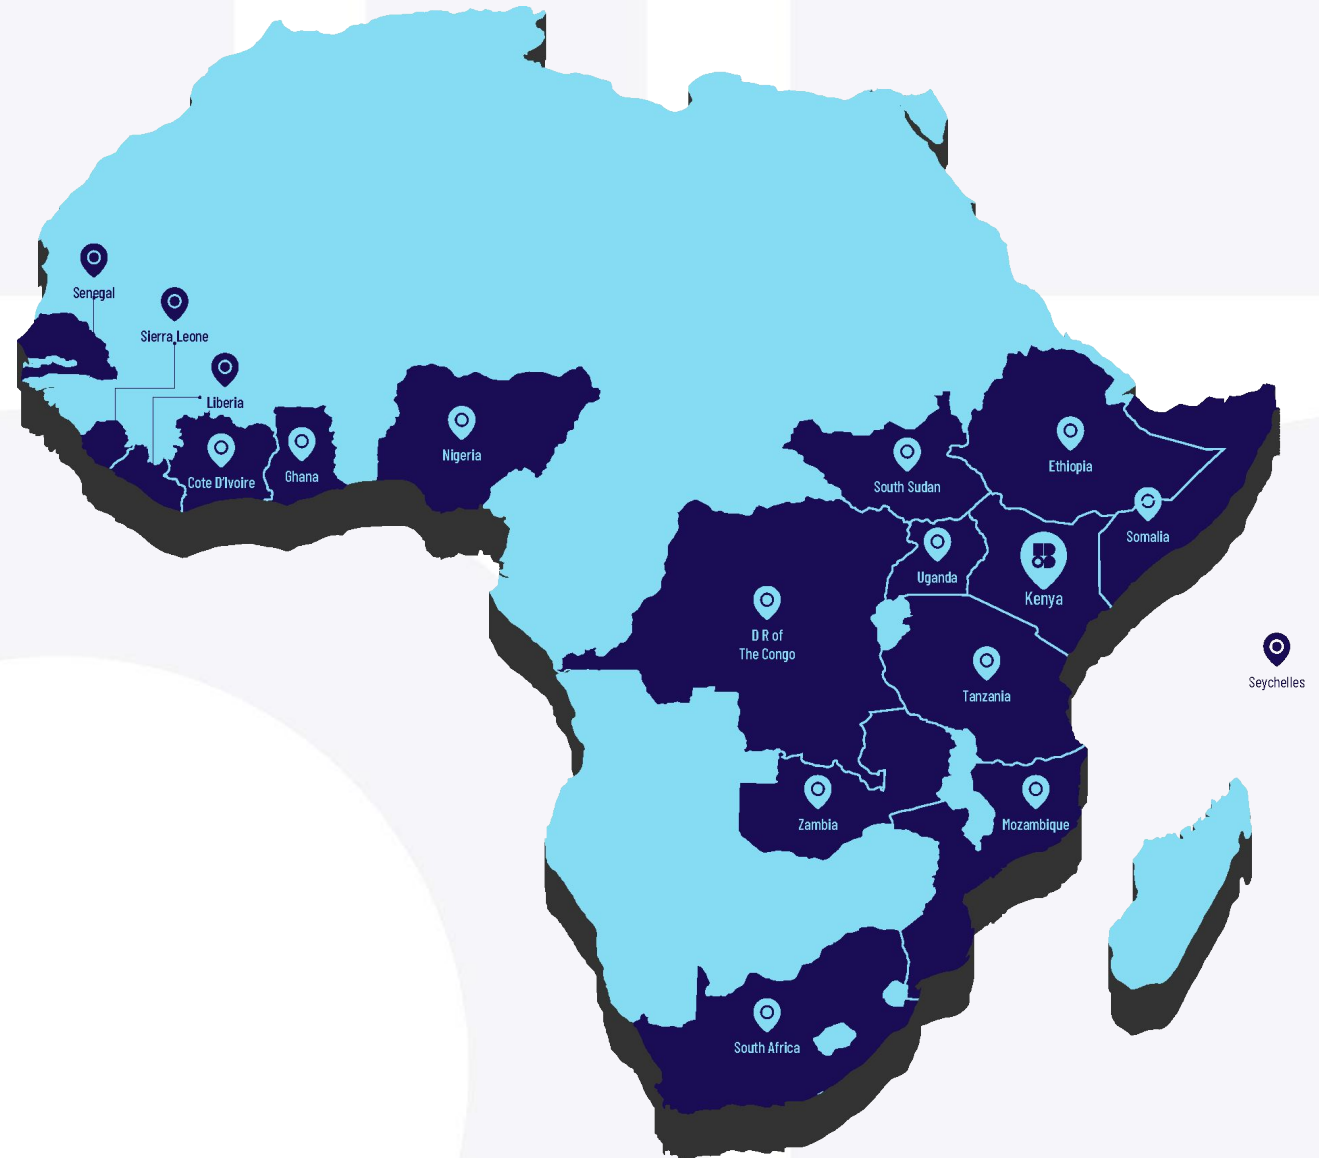 Senegal
Sierra Leone
Liberia
Cote D'Ivoire
Ghana
Nigeria
South Sudan
Ethiopia
Somalia
Uganda
Kenya
D R of
The Congo
Tanzania
Seychelles
Zambia
Mozambique
South Africa